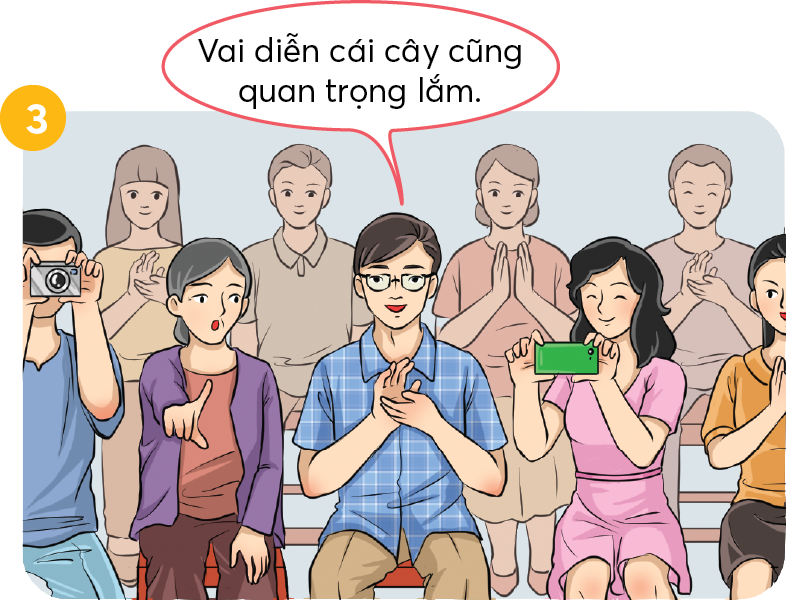 Vai diễn cái cây cũng
quan trọng lắm.
3